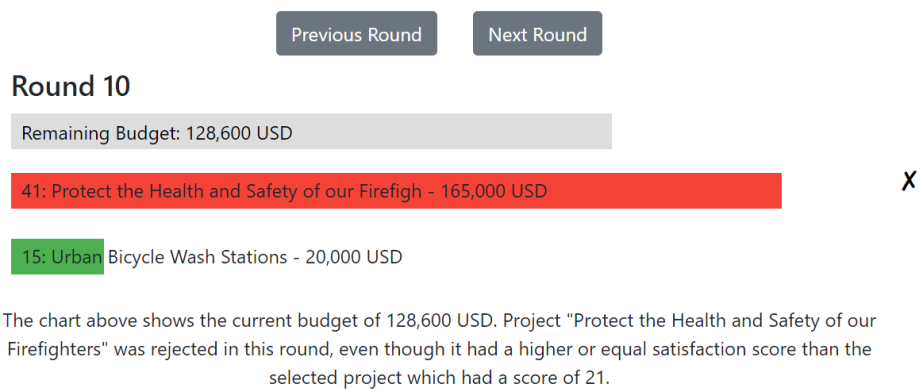 Previous Round
Next Round
Round 10
Remaining Budget: 128,600 USD
41: Protect the Health and Safety of our Firefigh - 165,000 USD
✗
15: Urban Bicycle Wash Stations - 20,000 USD
The chart above shows the current budget of 128,600 USD. Project "Protect the Health and Safety of our
Firefighters" was rejected in this round, even though it had a higher or equal satisfaction score than the
selected project which had a score of 21.